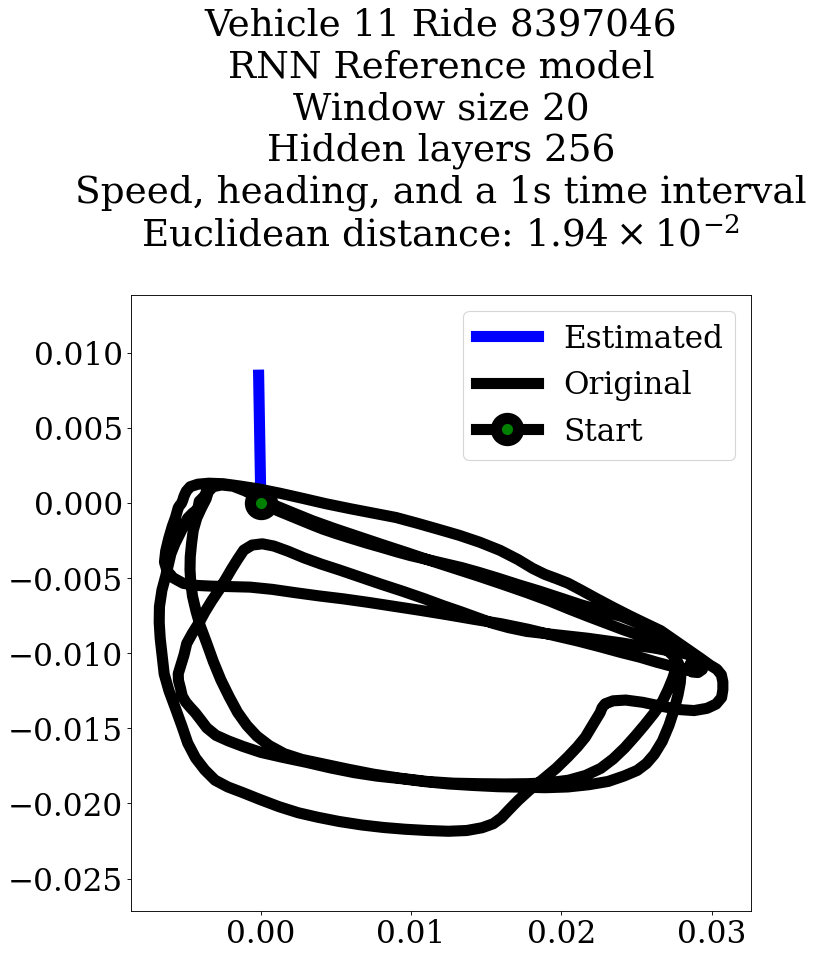 Vehicle 11 Ride 8397046
RNN Reference model
Window size 20
Hidden layers 256
Speed, heading, and a 1s time interval
Euclidean distance: 1.94 × 10⁻²
Estimated
Original
Start
0.010
0.005
0.000
−0.005
−0.010
−0.015
−0.020
−0.025
0.00 0.01 0.02 0.03